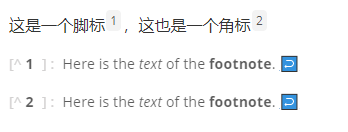 这是一个脚标1，这也是一个角标2
[^ 1 ]： Here is the text of the footnote.
[^ 2 ]： Here is the text of the footnote.